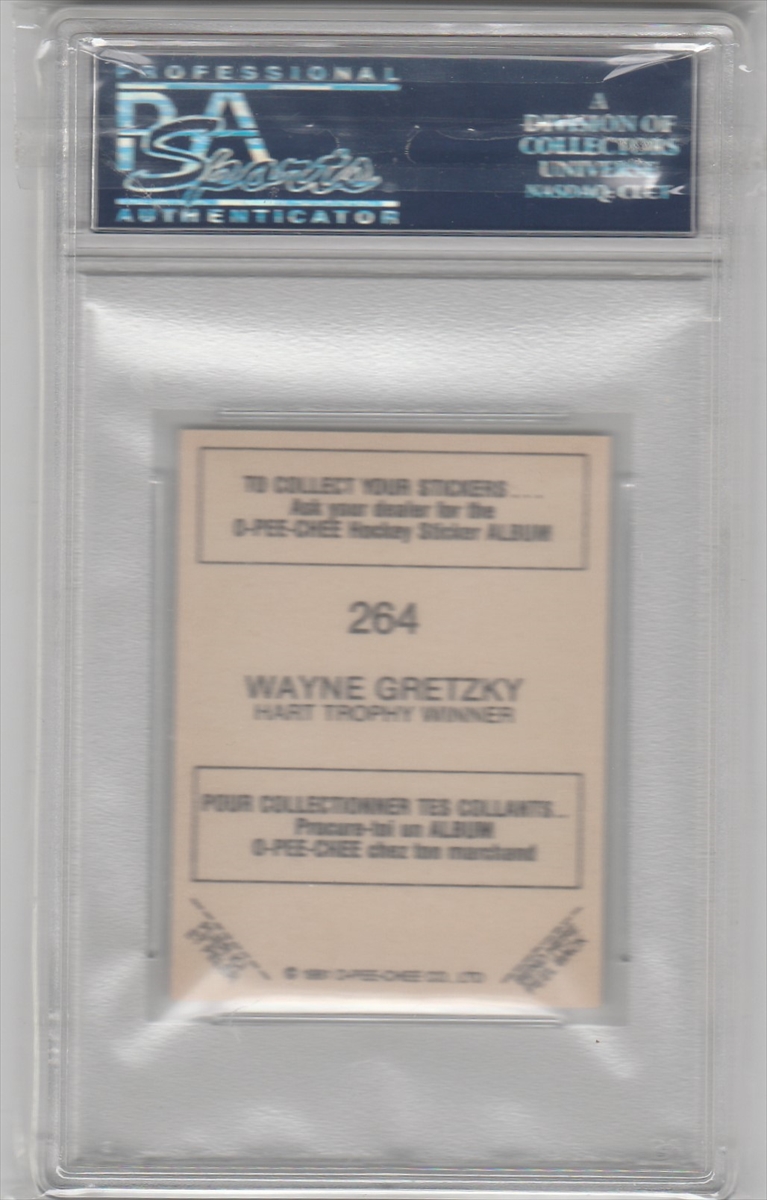 PROFESSIONAL
PSA
Sports
AUTHENTICATOR
A
DIVISION OF
COLLECTORS
UNIVERSE
NASDAQ: CLCT
TO COLLECT YOUR STICKERS...
Ask your dealer for the
O-PEE-CHEE Hockey Sticker ALBUM
264
WAYNE GRETZKY
HART TROPHY WINNER
POUR COLLECTIONNER TES COLLANTS...
Procure-toi un ALBUM
O-PEE-CHEE chez ton marchand
© 1981 O-PEE-CHEE CO. LTD